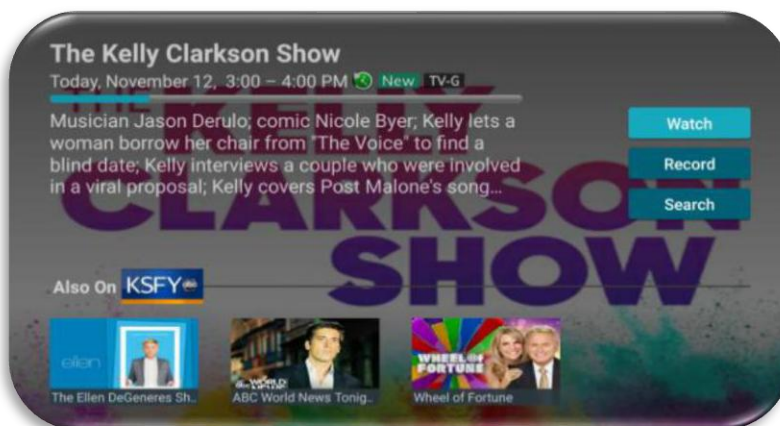 The Kelly Clarkson Show
Today, November 12, 3:00 – 4:00 PM New TV-G
Musician Jason Derulo; comic Nicole Byer; Kelly lets a
woman borrow her chair from "The Voice" to find a
blind date; Kelly interviews a couple who were involved
in a viral proposal; Kelly covers Post Malone's song...
Watch
Record
Search
THE
KELLY
CLARKSON
SHOW
Also On KSFY
ellen
WORLD
WHEEL OF
FORTUNE
The Ellen DeGeneres Sh..
ABC World News Tonig..
Wheel of Fortune